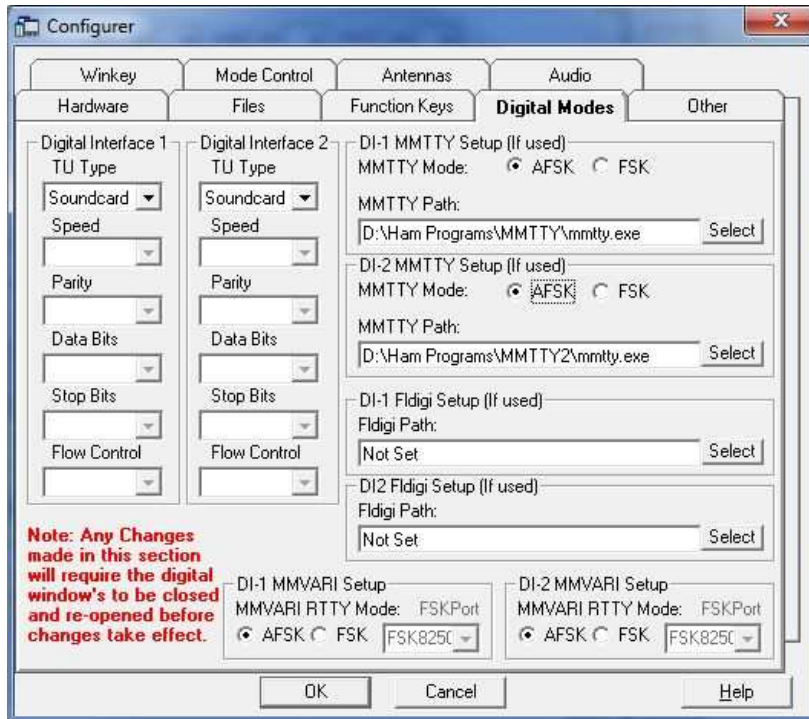 Configurer
Winkey
Mode Control
Antennas
Audio
Hardware
Files
Function Keys
Digital Modes
Other
Digital Interface 1
TU Type
Soundcard
Speed
Parity
Data Bits
Stop Bits
Flow Control
Digital Interface 2
TU Type
Soundcard
Speed
Parity
Data Bits
Stop Bits
Flow Control
DI-1 MMTTY Setup (If used)
MMTTY Mode: AFSK FSK
MMTTY Path:
D:\Ham Programs\MMTTY\mmtty.exe Select
DI-2 MMTTY Setup (If used)
MMTTY Mode: AFSK FSK
MMTTY Path:
D:\Ham Programs\MMTTY2\mmtty.exe Select
DI-1 Fldigi Setup (If used)
Fldigi Path:
Not Set Select
DI2 Fldigi Setup (If used)
Fldigi Path:
Not Set Select
Note: Any Changes
made in this section
will require the digital
window's to be closed
and re-opened before
changes take effect.
DI-1 MMVARI Setup
MMVARI RTTY Mode: FSKPort
AFSK FSK FSK825(
DI-2 MMVARI Setup
MMVARI RTTY Mode: FSKPort
AFSK FSK FSK825(
OK
Cancel
Help